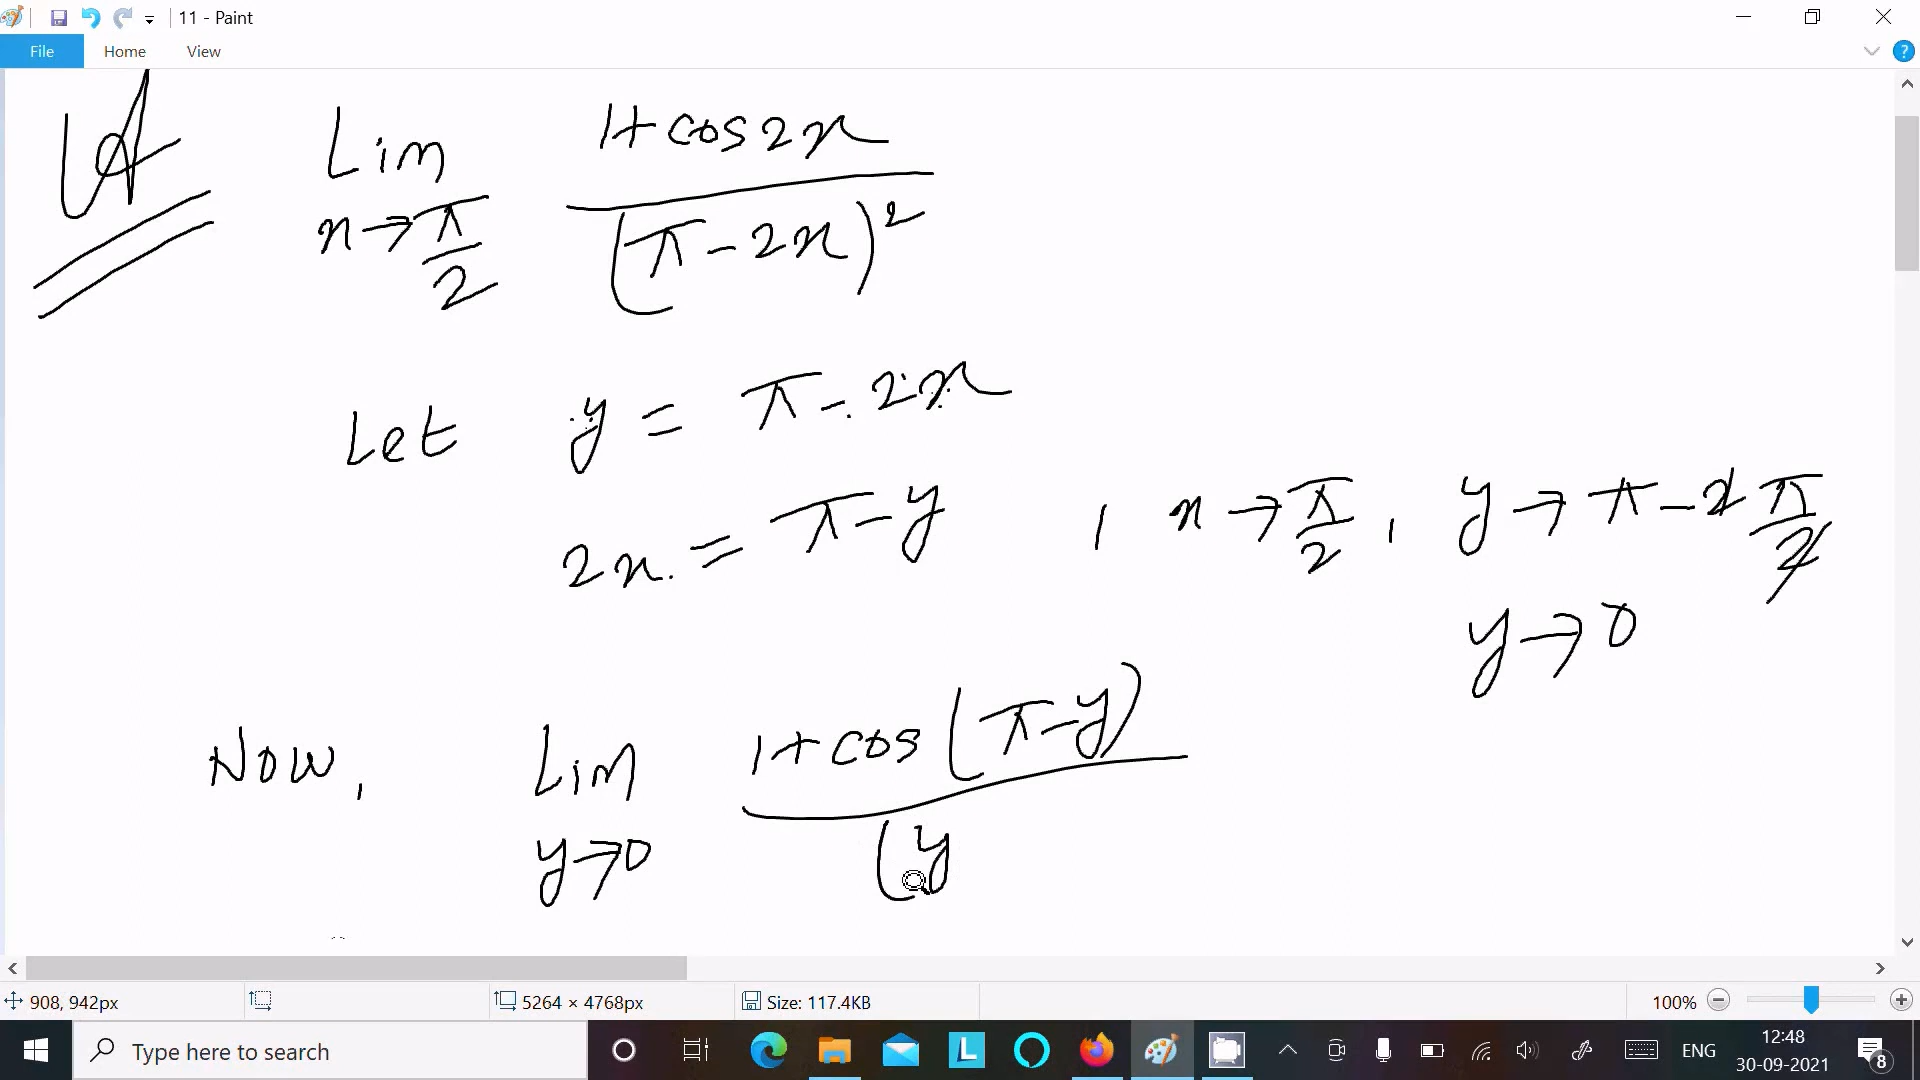 11 - Paint
File Home View
Lim x→π/2 (1+cos2x)/(π-2x)²
Let y = π-2x
2x = π-y , x→π/2, y→π-2π/2
y→0
Now, Lim y→0 (1+cos(π-y))/(y
908, 942px 5264 × 4768px Size: 117.4KB 100%
Type here to search L ENG 12:48
30-09-2021 8